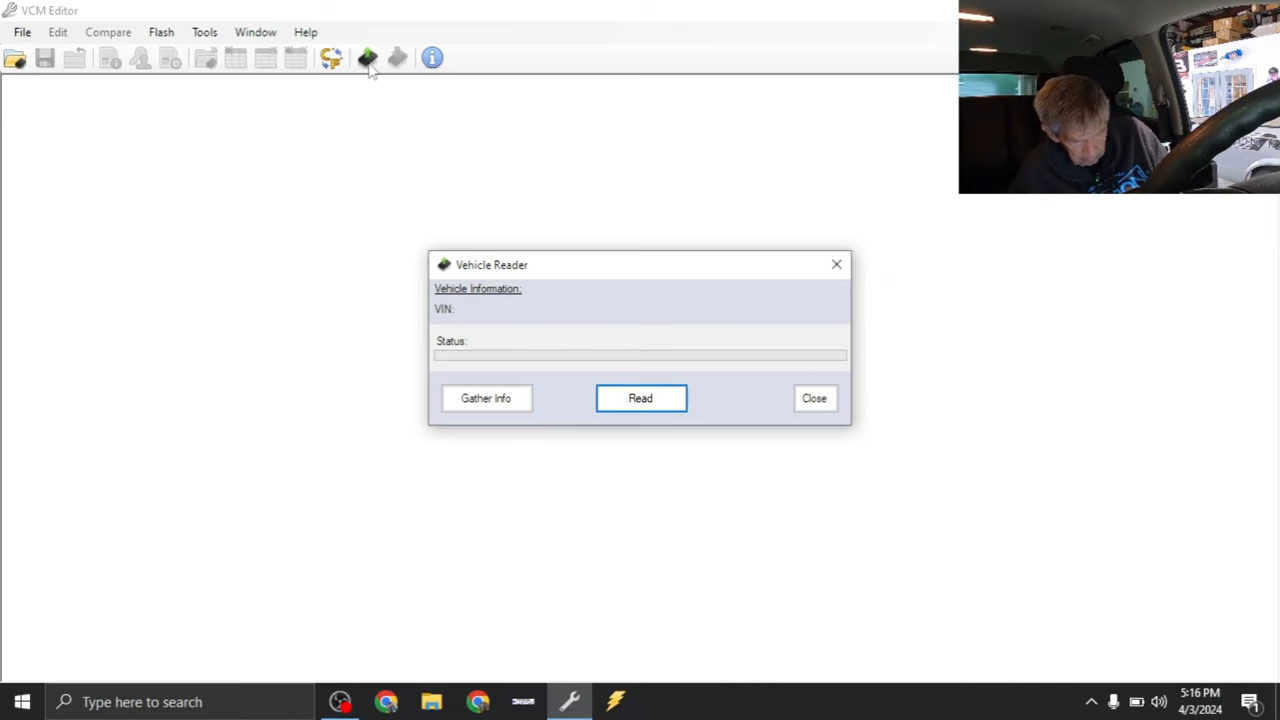 VCM Editor
File Edit Compare Flash Tools Window Help
Vehicle Reader
Vehicle Information:
VIN:
Status:
Gather Info Read Close
Type here to search
5:16 PM
4/3/2024